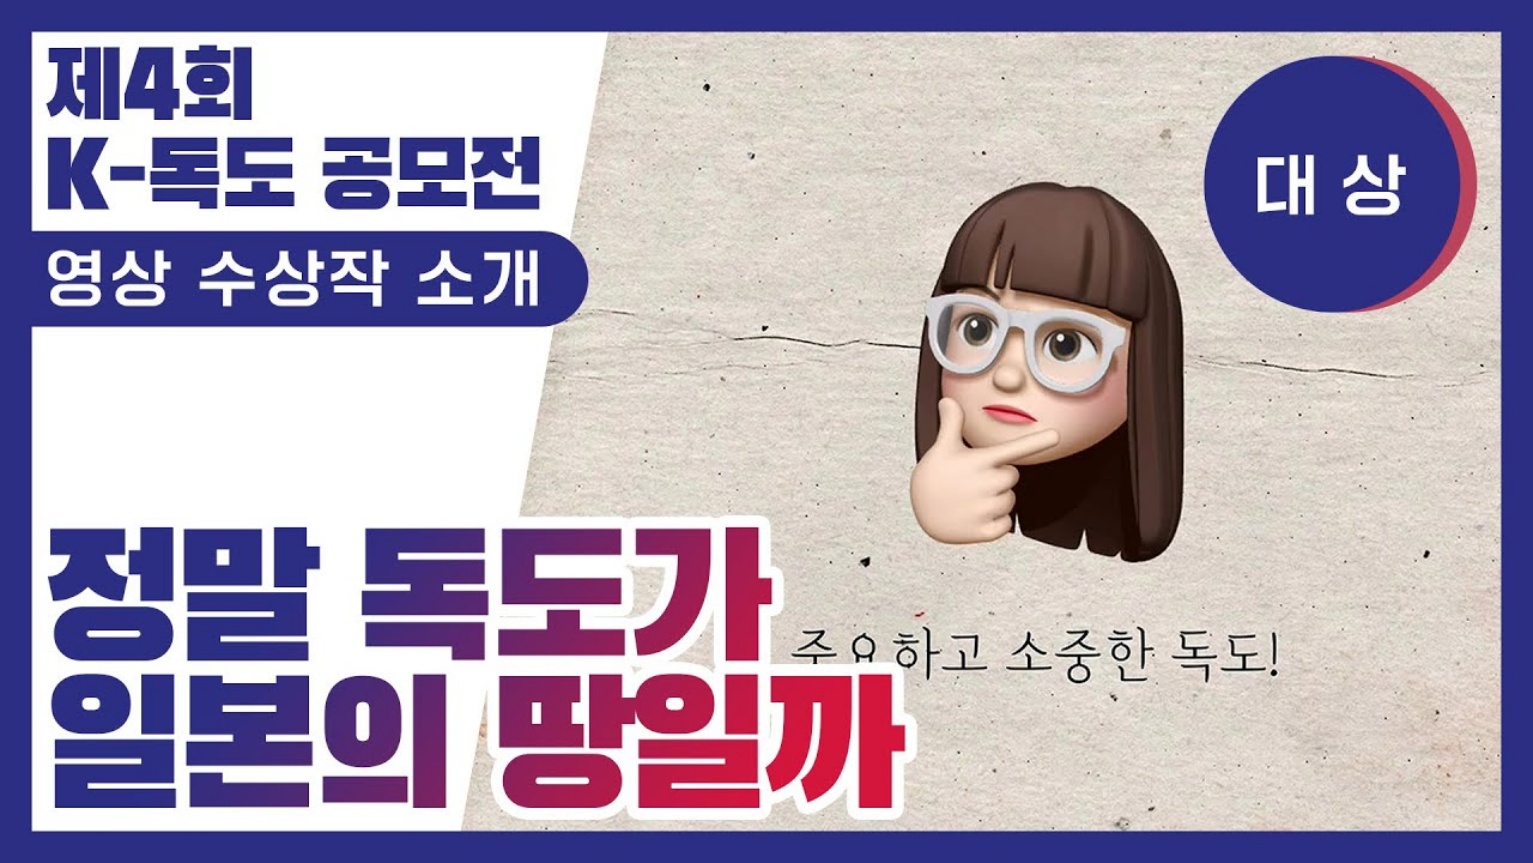 제4회
K-독도 공모전
영상 수상작 소개
대상
중요하고 소중한 독도!
정말 독도가
일본의 땅일까